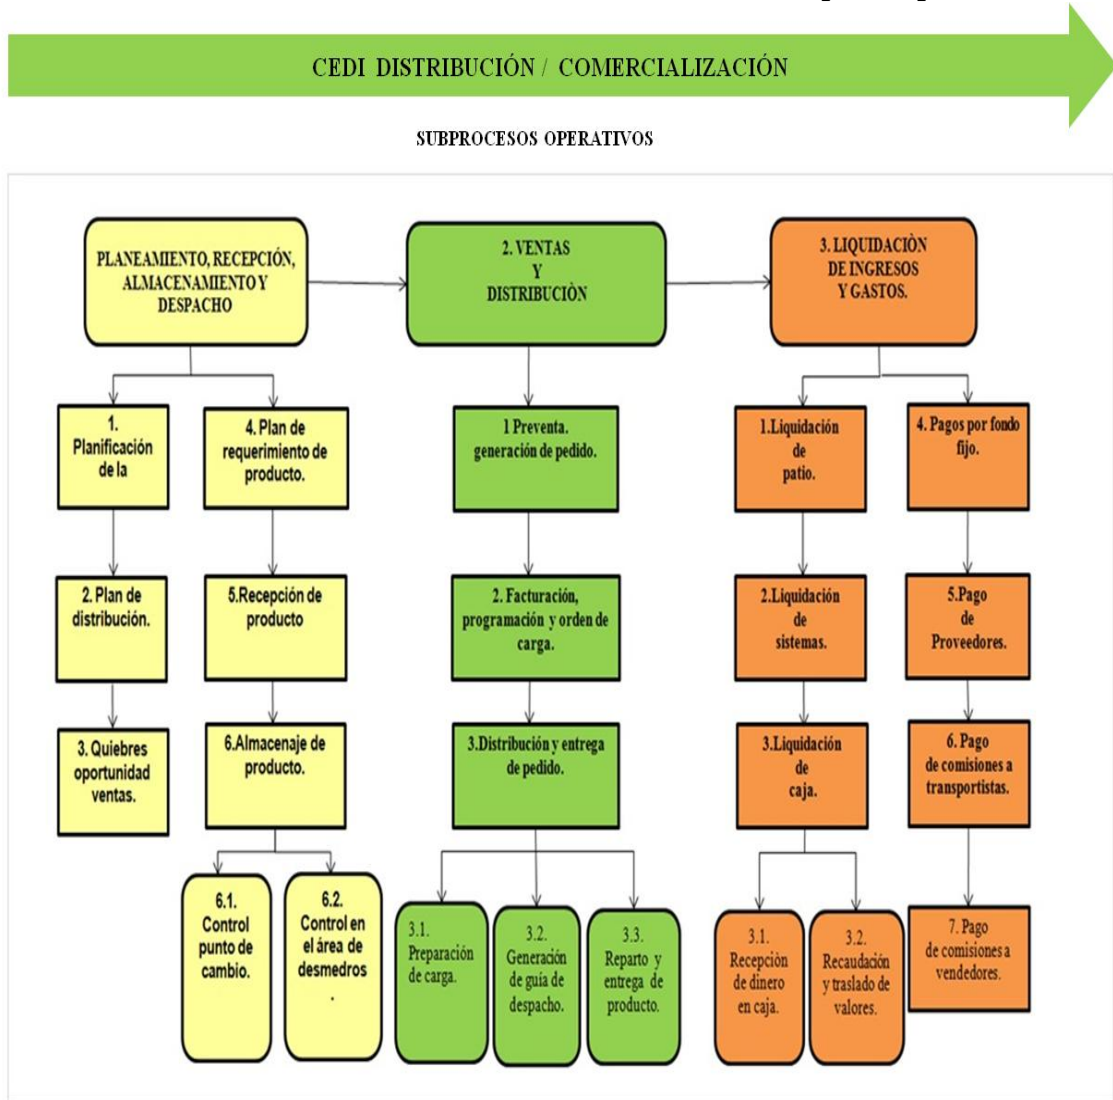 CEDI DISTRIBUCIÓN / COMERCIALIZACIÓN
SUBPROCESOS OPERATIVOS
PLANEAMIENTO, RECEPCIÓN,
ALMACENAMIENTO Y
DESPACHO
2. VENTAS
Y
DISTRIBUCIÒN
3. LIQUIDACIÒN
DE INGRESOS
Y GASTOS.
1.
Planificación
de la
4. Plan de
requerimiento de
producto.
1 Preventa.
generación de pedido.
1.Liquidación
de
patio.
4. Pagos por fondo
fijo.
2. Plan de
distribución.
5.Recepción de
producto
2. Facturación,
programación y orden de
carga.
2.Liquidación
de
sistemas.
5.Pago
de
Proveedores.
3. Quiebres
oportunidad
ventas.
6.Almacenaje de
producto.
3.Distribución y entrega
de pedido.
3.Liquidación
de
caja.
6. Pago
de comisiones a
transportistas.
6.1.
Control
punto de
cambio.
6.2.
Control en
el área de
desmedros
.
3.1.
Preparación
de carga.
3.2.
Generación
de guía de
despacho.
3.3.
Reparto y
entrega de
producto.
3.1.
Recepciòn
de dinero
en caja.
3.2.
Recaudación
y traslado de
valores.
7. Pago
de comisiones a
vendedores.